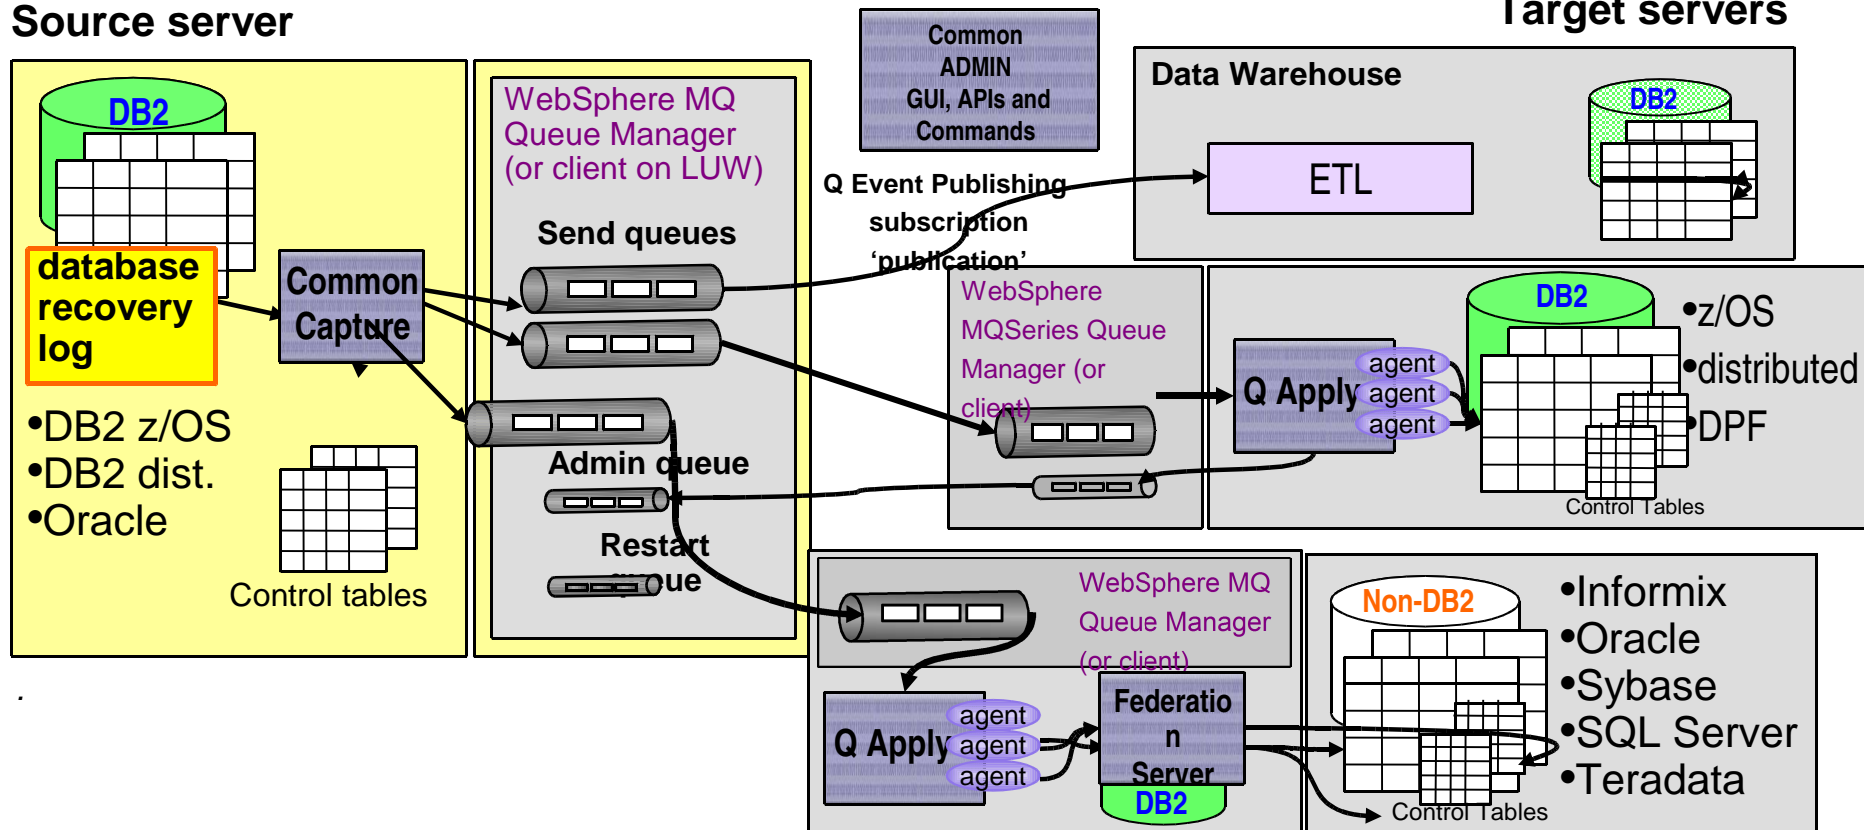 Source server
Target servers
DB2
database
recovery
log
Common
Capture
•DB2 z/OS
•DB2 dist.
•Oracle
Control tables
.
WebSphere MQ
Queue Manager
(or client on LUW)
Send queues
Admin queue
Restart
queue
Common
ADMIN
GUI, APIs and
Commands
Q Event Publishing
subscription
‘publication’
Data Warehouse
ETL
DB2
WebSphere
MQSeries Queue
Manager (or
client)
Q Apply
agent
agent
agent
DB2
•z/OS
•distributed
•DPF
Control Tables
WebSphere MQ
Queue Manager
(or client)
Q Apply
agent
agent
agent
Federatio
n
Server
DB2
Non-DB2
•Informix
•Oracle
•Sybase
•SQL Server
•Teradata
Control Tables